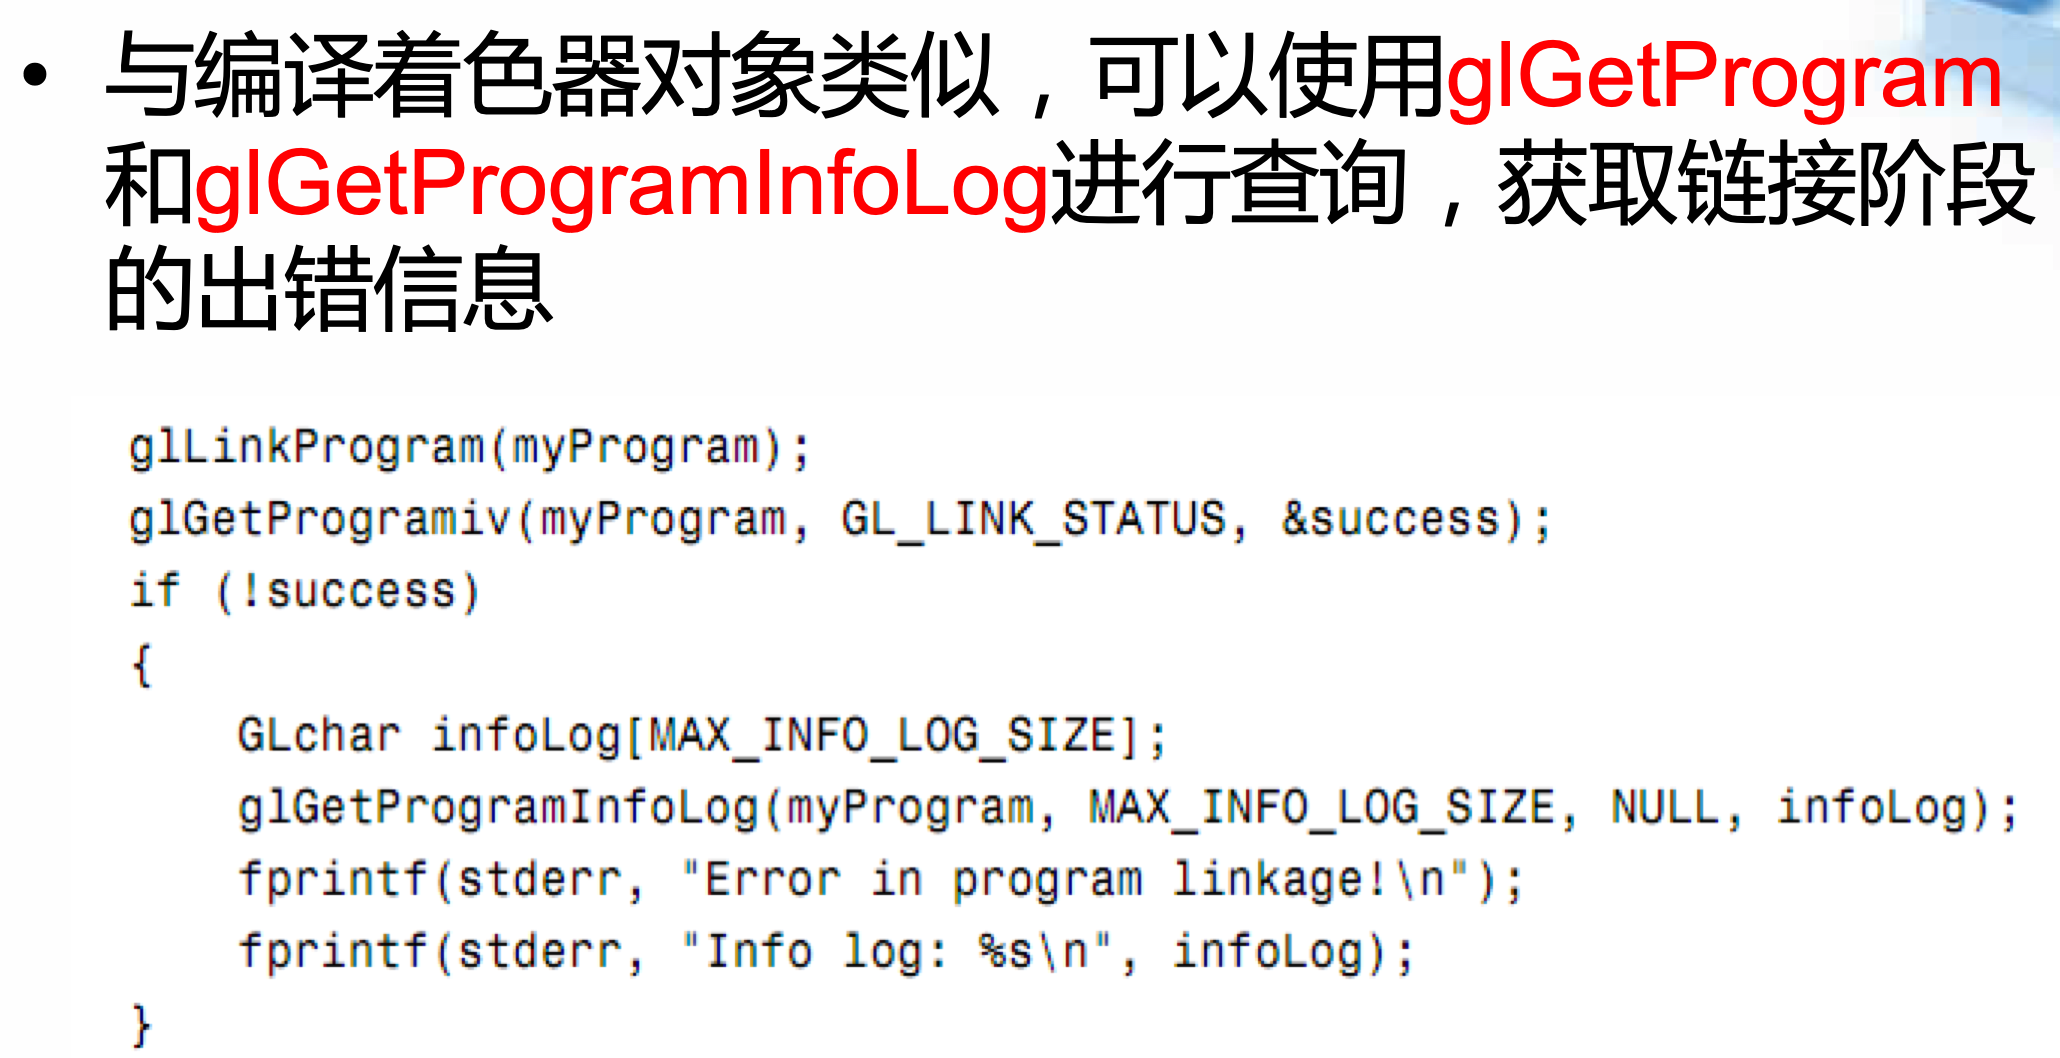 • 与编译着色器对象类似，可以使用glGetProgram
和glGetProgramInfoLog进行查询，获取链接阶段
的出错信息
glLinkProgram(myProgram);
glGetProgramiv(myProgram, GL_LINK_STATUS, &success);
if (!success)
{
    GLchar infoLog[MAX_INFO_LOG_SIZE];
    glGetProgramInfoLog(myProgram, MAX_INFO_LOG_SIZE, NULL, infoLog);
    fprintf(stderr, "Error in program linkage!\n");
    fprintf(stderr, "Info log: %s\n", infoLog);
}